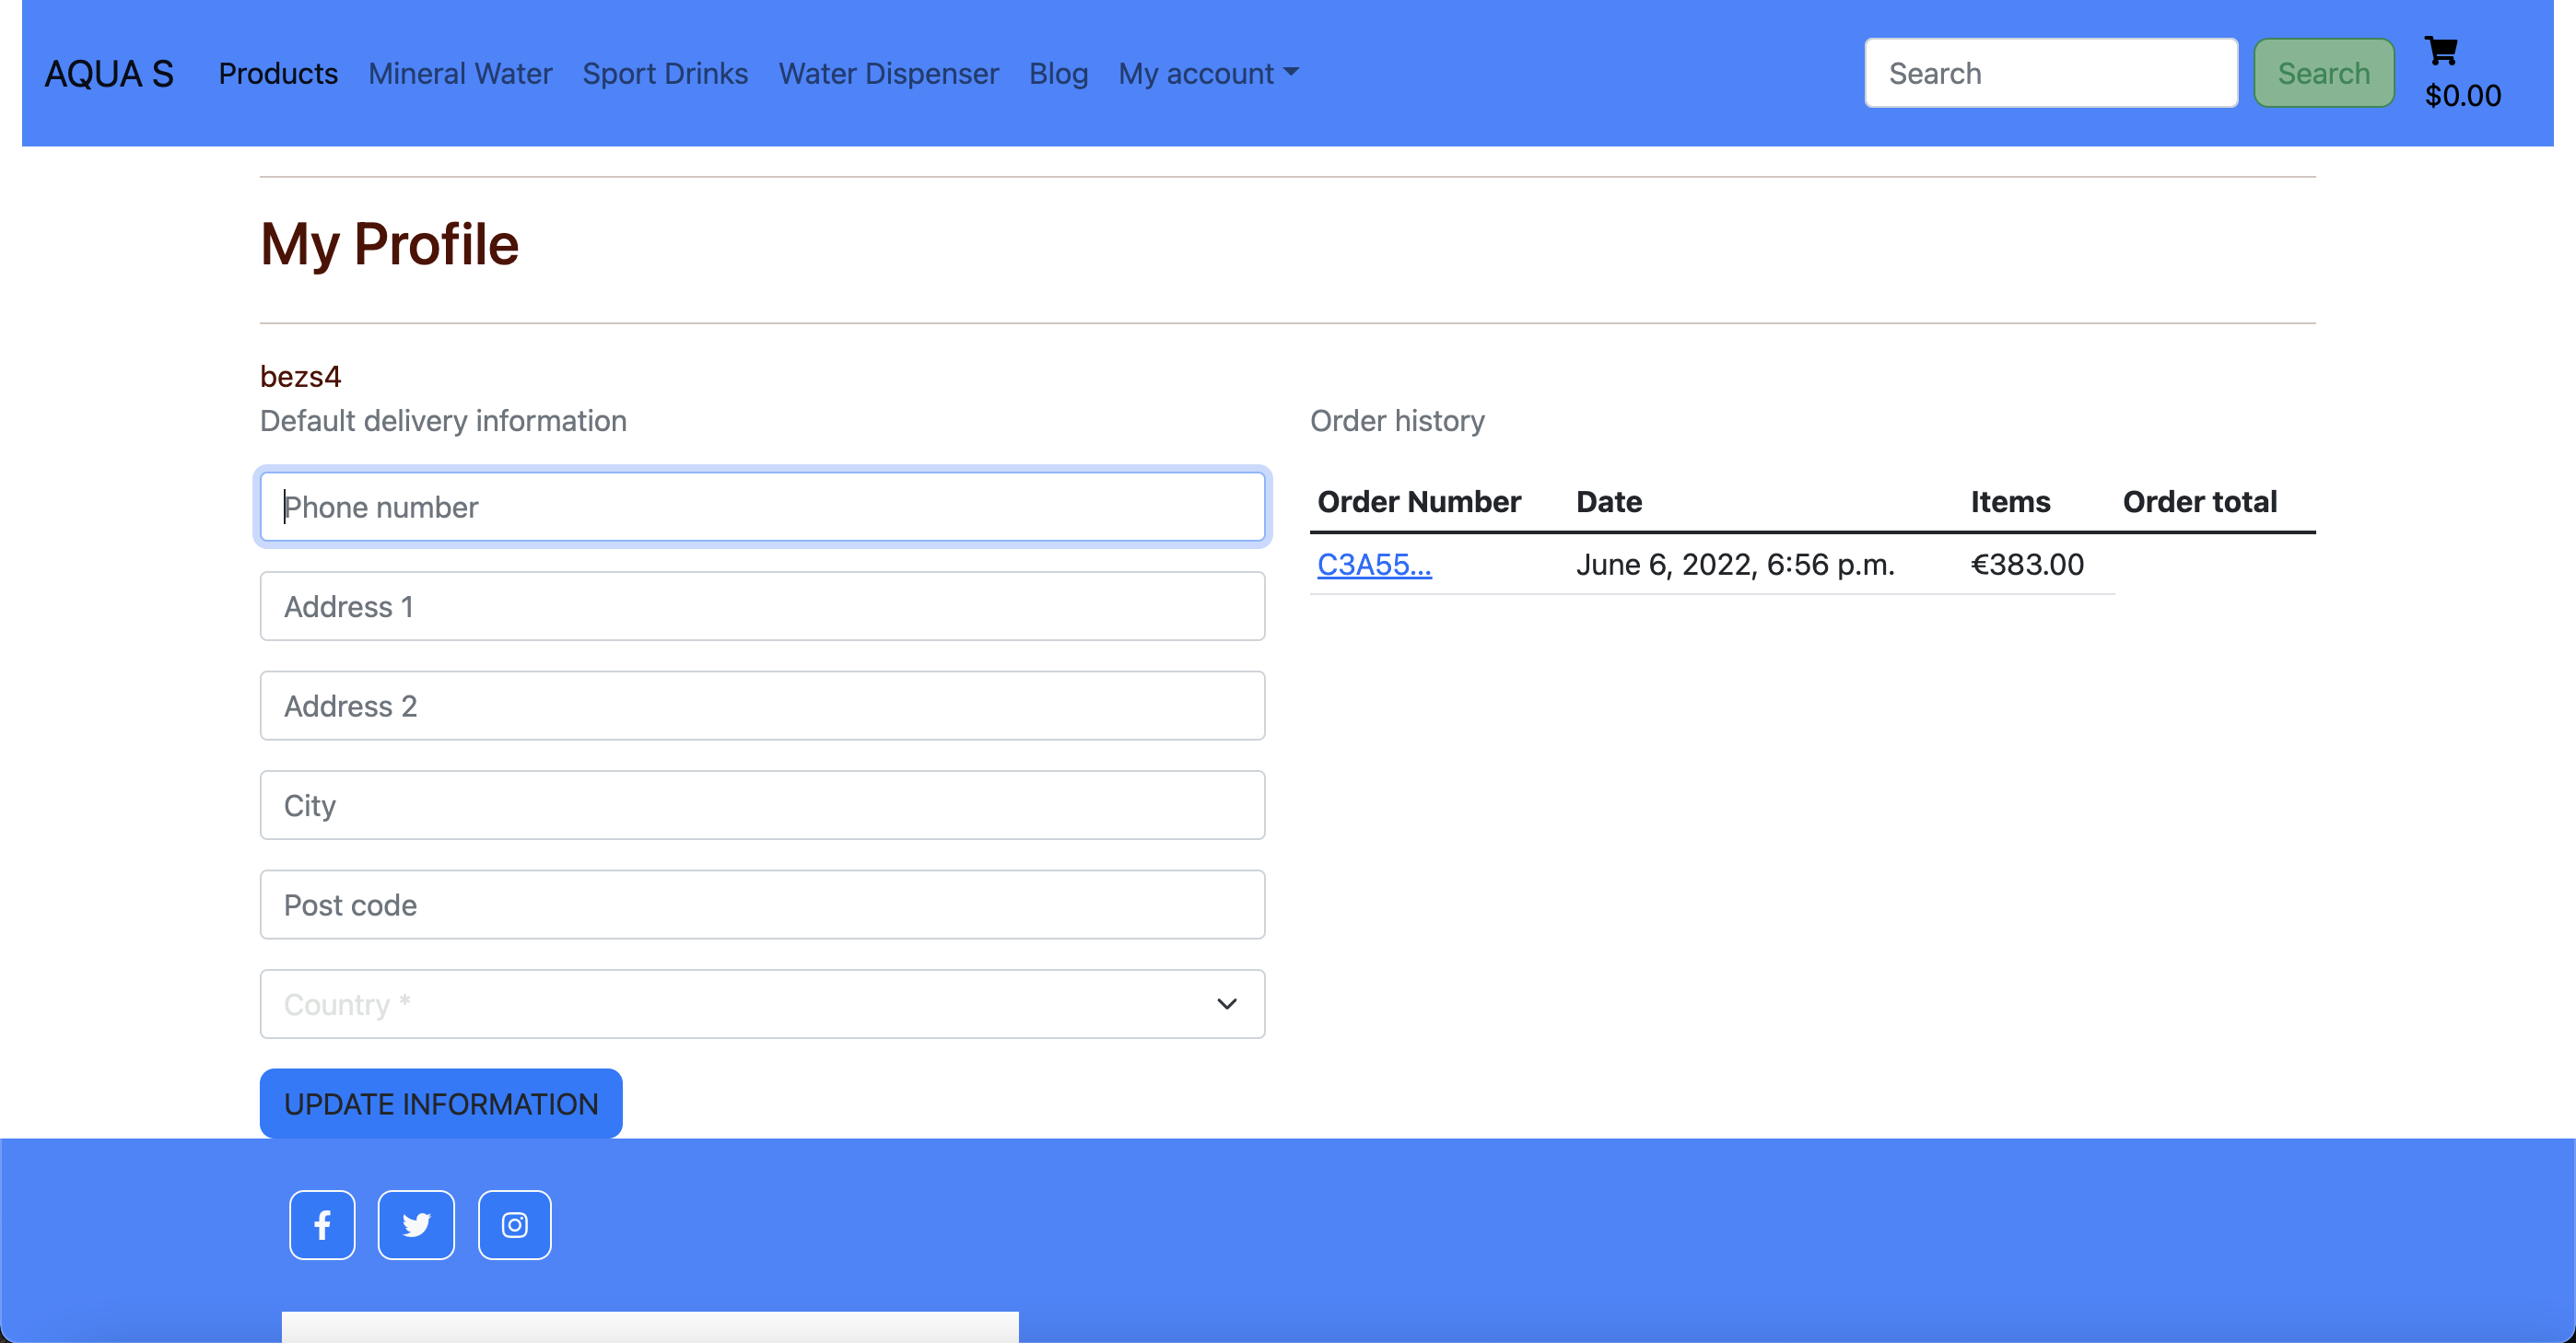 AQUA S Products Mineral Water Sport Drinks Water Dispenser Blog My account Search Search $0.00
My Profile
bezs4
Default delivery information
Phone number
Address 1
Address 2
City
Post code
Country *
UPDATE INFORMATION
Order history
Order Number Date Items Order total
C3A55... June 6, 2022, 6:56 p.m. €383.00